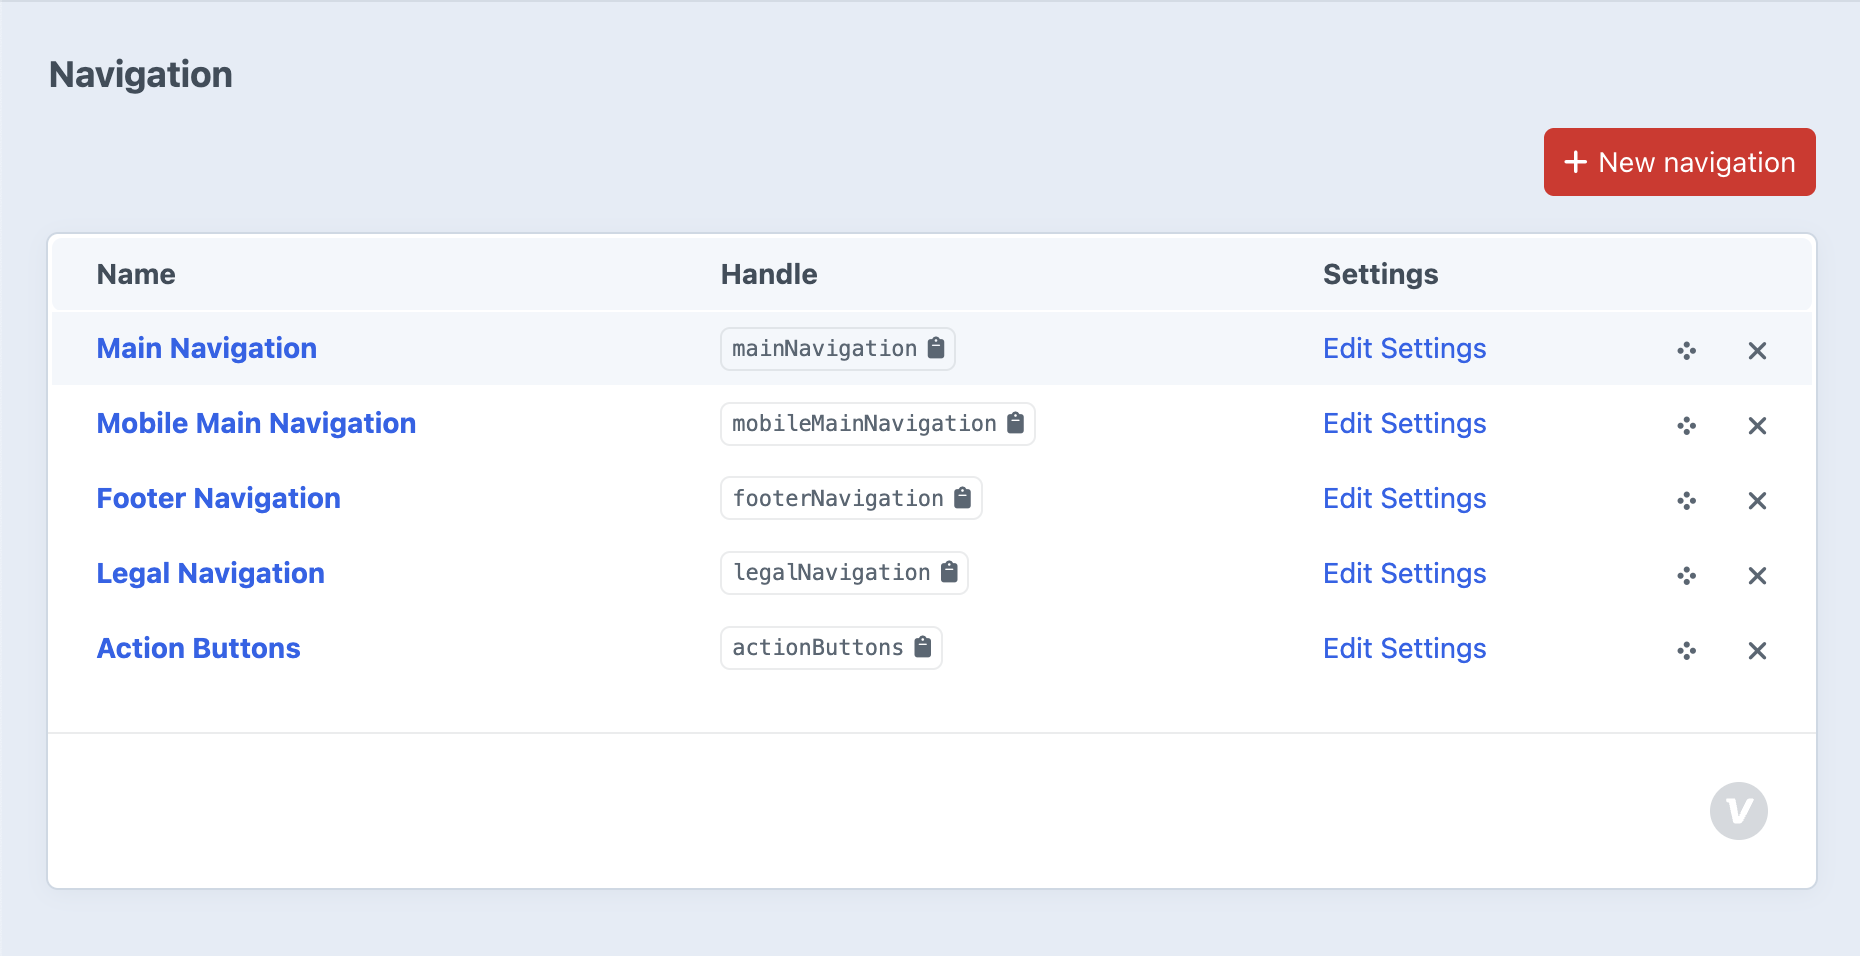 Navigation
+ New navigation
Name Handle Settings
Main Navigation mainNavigation Edit Settings
Mobile Main Navigation mobileMainNavigation Edit Settings
Footer Navigation footerNavigation Edit Settings
Legal Navigation legalNavigation Edit Settings
Action Buttons actionButtons Edit Settings
V